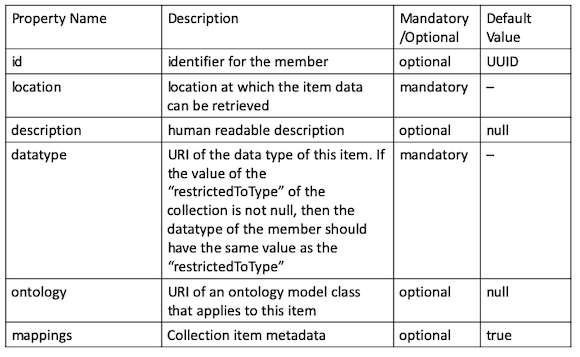 Property Name Description Mandatory Default
/Optional Value
id identifier for the member optional UUID
location location at which the item data mandatory –
can be retrieved
description human readable description optional null
datatype URI of the data type of this item. If mandatory –
the value of the
“restrictedToType” of the
collection is not null, then the
datatype of the member should
have the same value as the
“restrictedToType”
ontology URI of an ontology model class optional null
that applies to this item
mappings Collection item metadata optional true